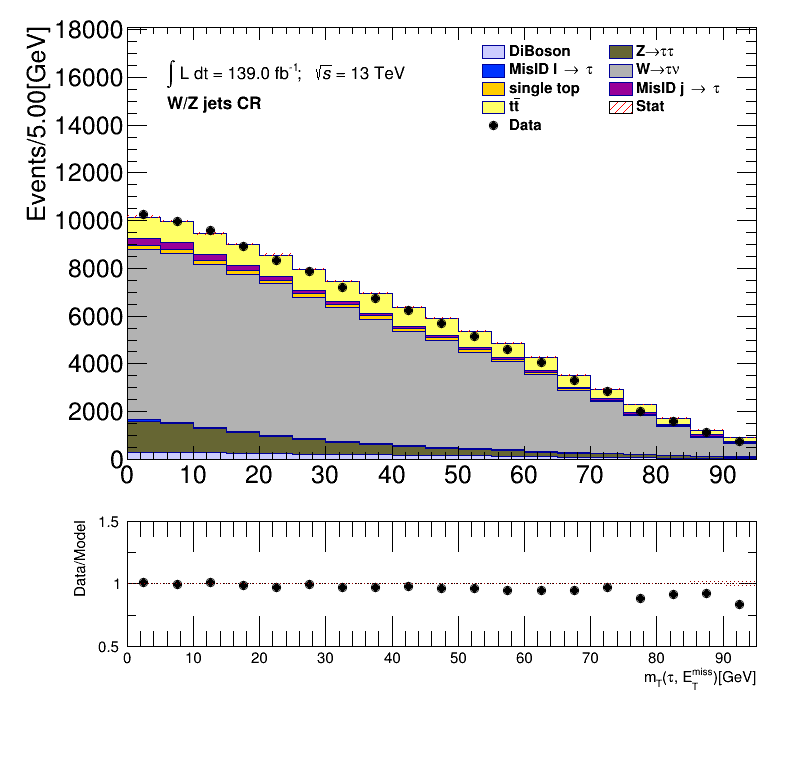 18000
16000
14000
12000
10000
8000
6000
4000
2000
0
Events/5.00[GeV]
∫ L dt = 139.0 fb⁻¹; √s = 13 TeV
W/Z jets CR
DiBoson
MisID l → τ
single top
tt̄
Data
Z→ττ
W→τν
MisID j → τ
Stat
0 10 20 30 40 50 60 70 80 90
Data/Model
1.5
1
0.5
0 10 20 30 40 50 60 70 80 90
m_T(τ, E_T^miss)[GeV]